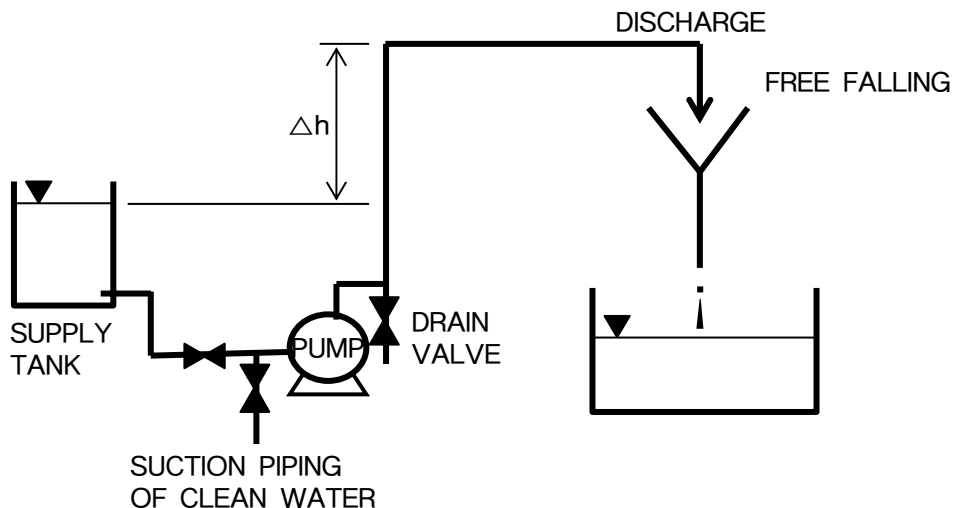 DISCHARGE
FREE FALLING
△h
SUPPLY
TANK
PUMP
DRAIN
VALVE
SUCTION PIPING
OF CLEAN WATER